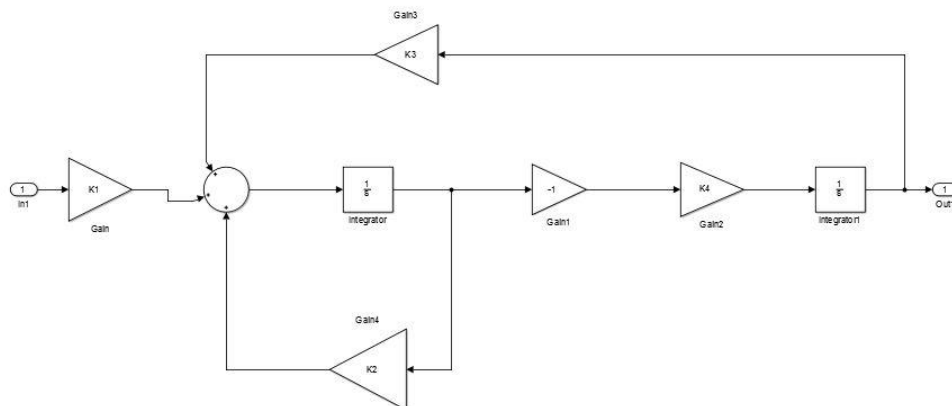 Gain3
K3
1
In1
K1
Gain
+
+
+
1
s
Integrator
-1
Gain1
K4
Gain2
1
s
Integrator1
1
Out1
Gain4
K2